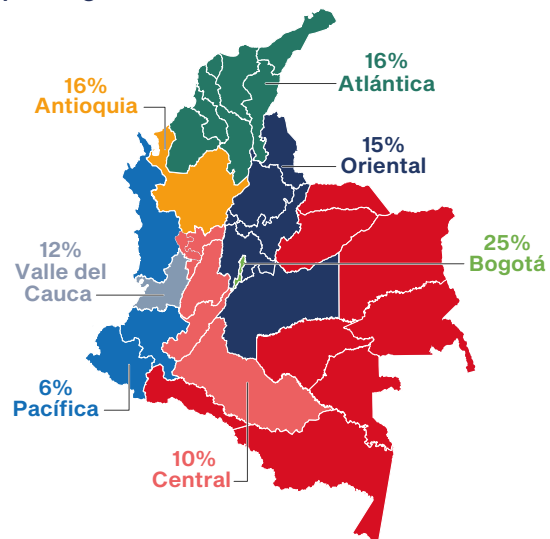 16%
Atlántica
16%
Antioquia
15%
Oriental
25%
Bogotá
12%
Valle del
Cauca
6%
Pacífica
10%
Central